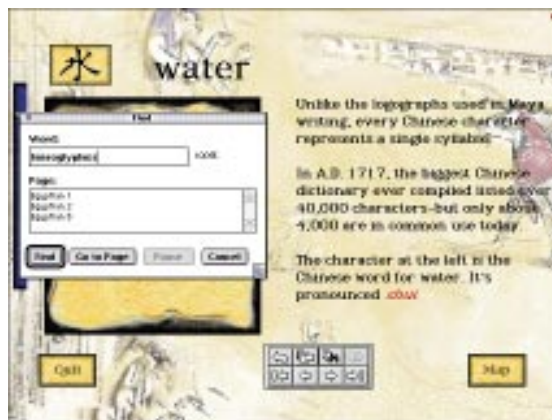 水 water
Find
Word:
hieroglyphics 100%
Page:
Egyptian 1
Egyptian 2
Egyptian 3
Find Go to Page Pause Cancel
Unlike the logographs used in Maya
writing, every Chinese character
represents a single syllable.
In A.D. 1717, the biggest Chinese
dictionary ever compiled listed over
40,000 characters–but only about
4,000 are in common use today.
The character at the left is the
Chinese word for water. It's
pronounced shui
Quit
Map